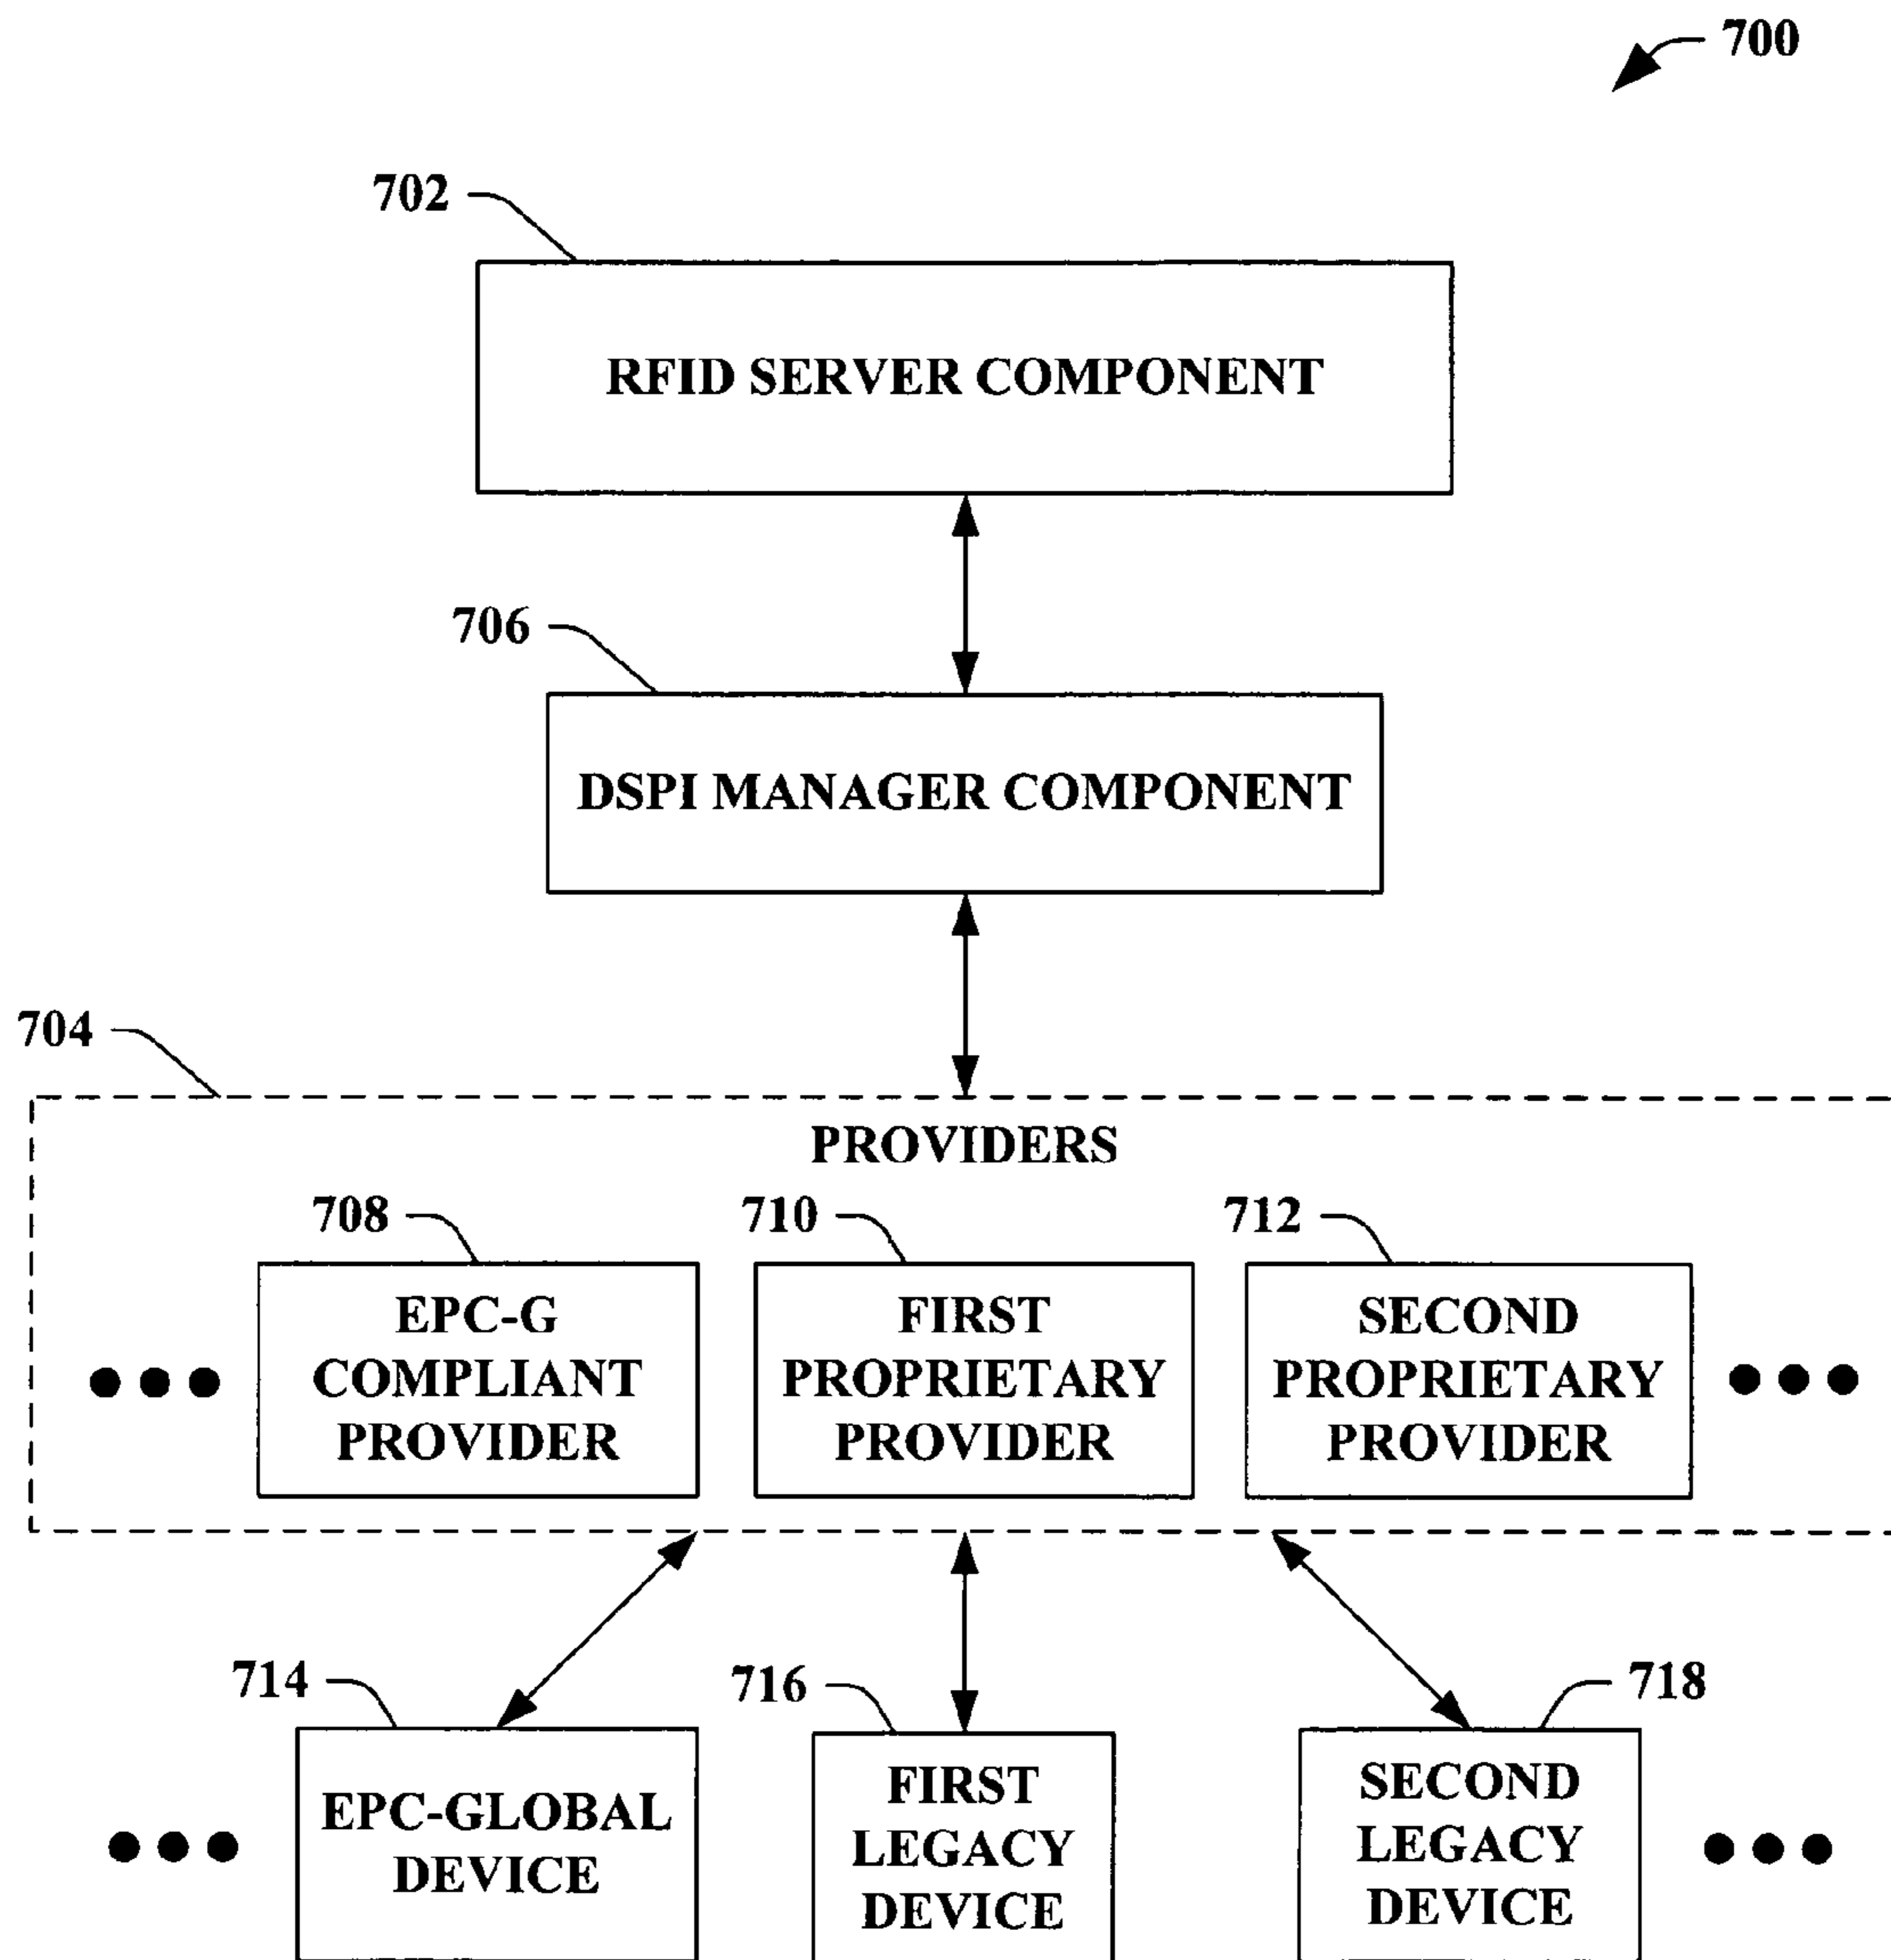 700
702
RFID SERVER COMPONENT
706
DSPI MANAGER COMPONENT
704
PROVIDERS
708
710
712
EPC-G
COMPLIANT
PROVIDER
FIRST
PROPRIETARY
PROVIDER
SECOND
PROPRIETARY
PROVIDER
714
716
718
EPC-GLOBAL
DEVICE
FIRST
LEGACY
DEVICE
SECOND
LEGACY
DEVICE